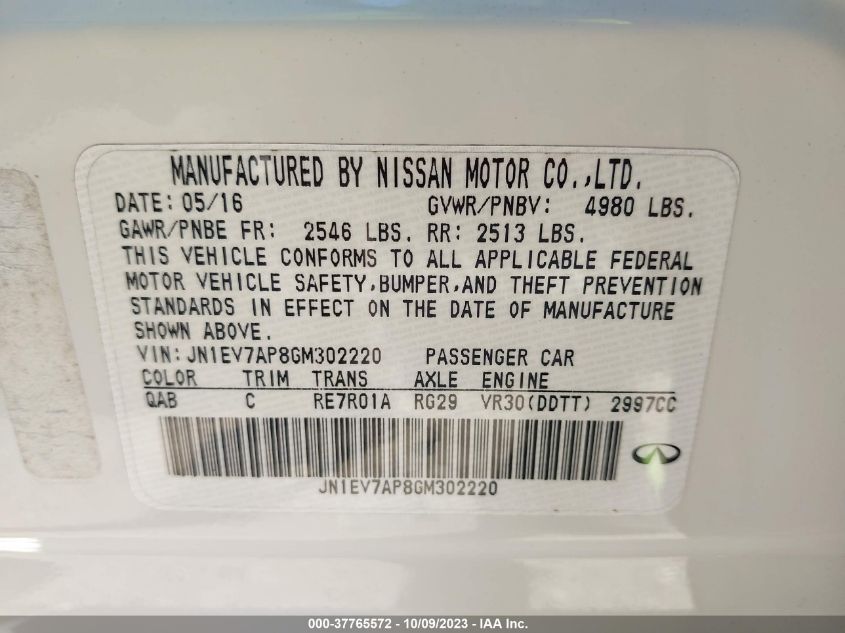 MANUFACTURED BY NISSAN MOTOR CO.,LTD.
DATE: 05/16 GVWR/PNBV: 4980 LBS.
GAWR/PNBE FR: 2546 LBS. RR: 2513 LBS.
THIS VEHICLE CONFORMS TO ALL APPLICABLE FEDERAL
MOTOR VEHICLE SAFETY,BUMPER,AND THEFT PREVENTION
STANDARDS IN EFFECT ON THE DATE OF MANUFACTURE
SHOWN ABOVE.
VIN: JN1EV7AP8GM302220 PASSENGER CAR
COLOR TRIM TRANS AXLE ENGINE
QAB C RE7R01A RG29 VR30(DDTT) 2997CC
JN1EV7AP8GM302220
000-37765572 - 10/09/2023 - IAA Inc.